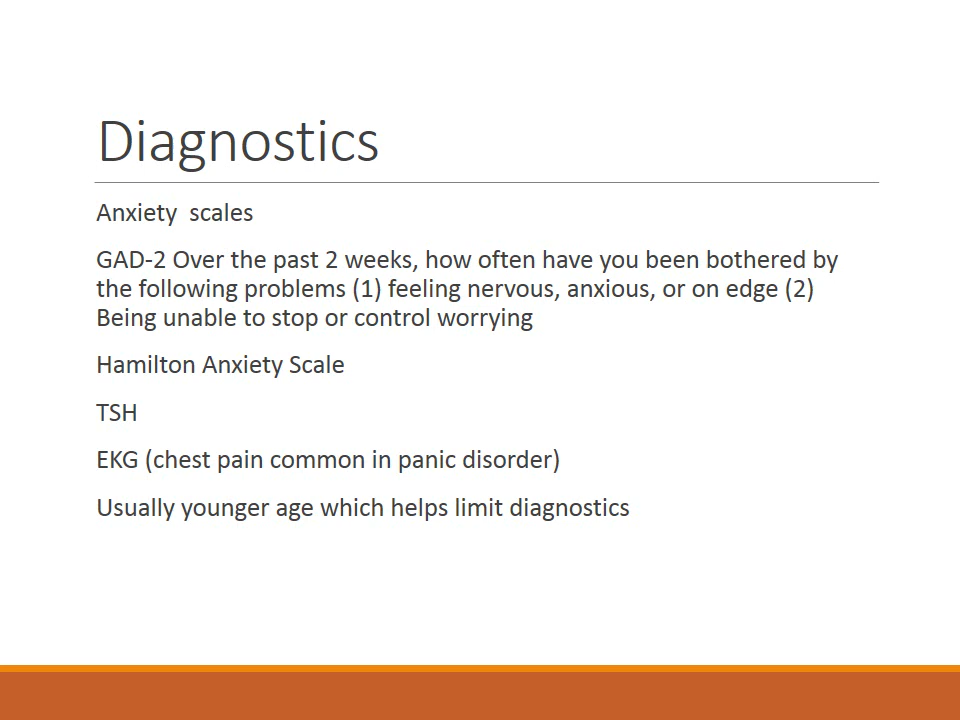 Diagnostics
Anxiety  scales
GAD-2 Over the past 2 weeks, how often have you been bothered by
the following problems (1) feeling nervous, anxious, or on edge (2)
Being unable to stop or control worrying
Hamilton Anxiety Scale
TSH
EKG (chest pain common in panic disorder)
Usually younger age which helps limit diagnostics